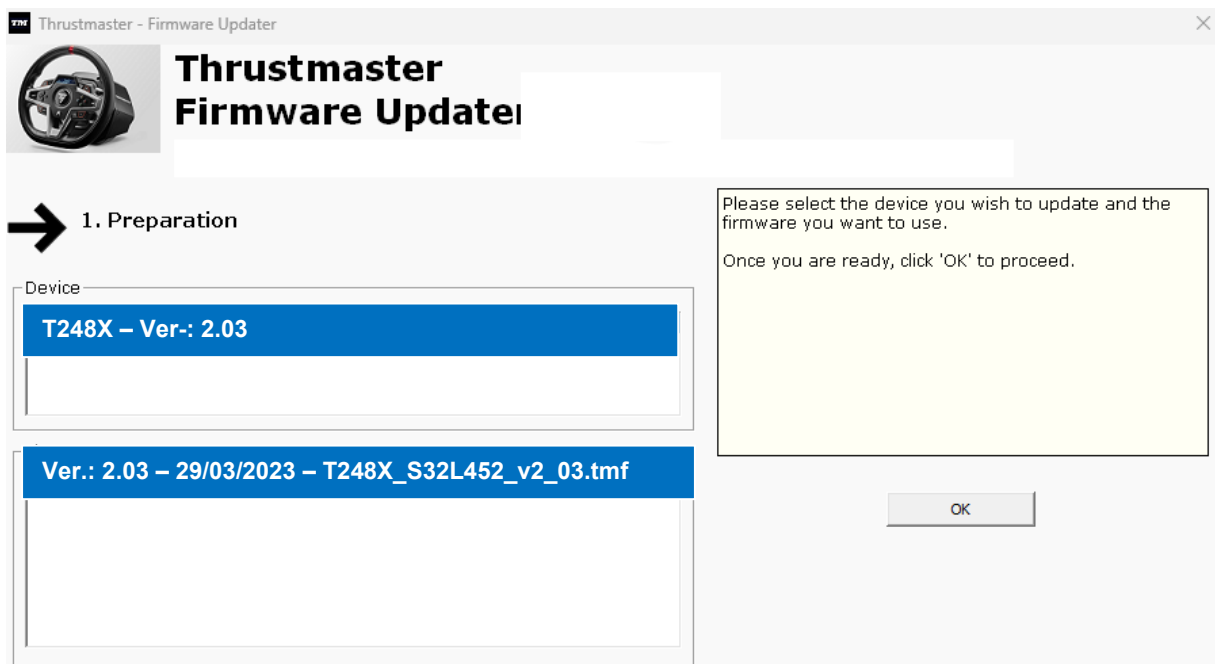 TM Thrustmaster - Firmware Updater
Thrustmaster
Firmware Update
1. Preparation
Please select the device you wish to update and the
firmware you want to use.
Once you are ready, click 'OK' to proceed.
Device
T248X – Ver-: 2.03
Ver.: 2.03 – 29/03/2023 – T248X_S32L452_v2_03.tmf
OK